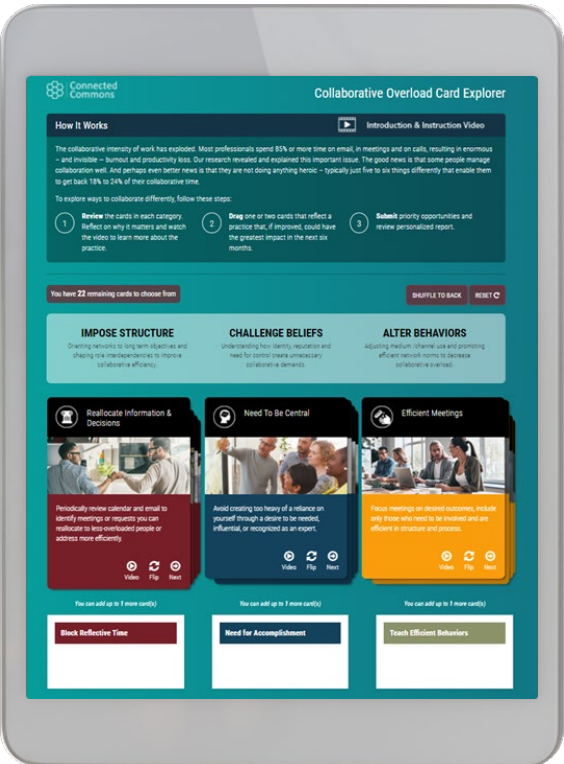 Connected
Commons
Collaborative Overload Card Explorer
How It Works
Introduction & Instruction Video
The collaborative intensity of work has exploded. Most professionals spend 85% or more time on email, in meetings and on calls, resulting in enormous
– and invisible — burnout and productivity loss. Our research revealed and explained this important issue. The good news is that some people manage
collaboration well. And perhaps even better news is that they are not doing anything heroic – typically just five to six things differently that enable them
to get back 18% to 24% of their collaborative time.
To explore ways to collaborate differently, follow these steps:
1
Review the cards in each category.
Reflect on why it matters and watch
the video to learn more about the
practice.
2
Drag one or two cards that reflect a
practice that, if improved, could have
the greatest impact in the next six
months.
3
Submit priority opportunities and
review personalized report.
You have 22 remaining cards to choose from
SHUFFLE TO BACK
RESET
IMPOSE STRUCTURE
Orienting networks to long term objectives and
shaping role interdependencies to improve
collaborative efficiency.
CHALLENGE BELIEFS
Understanding how identity, reputation and
need for control create unnecessary
collaborative demands.
ALTER BEHAVIORS
Adjusting medium /channel use and promoting
efficient network norms to decrease
collaborative overload.
Reallocate Information &
Decisions
Periodically review calendar and email to
identify meetings or requests you can
reallocate to less-overloaded people or
address more efficiently.
Video Flip Next
Need To Be Central
Avoid creating too heavy of a reliance on
yourself through a desire to be needed,
influential, or recognized as an expert.
Video Flip Next
Efficient Meetings
Focus meetings on desired outcomes, include
only those who need to be involved and are
efficient in structure and process.
Video Flip Next
You can add up to 1 more card(s)
Block Reflective Time
You can add up to 1 more card(s)
Need for Accomplishment
You can add up to 1 more card(s)
Teach Efficient Behaviors